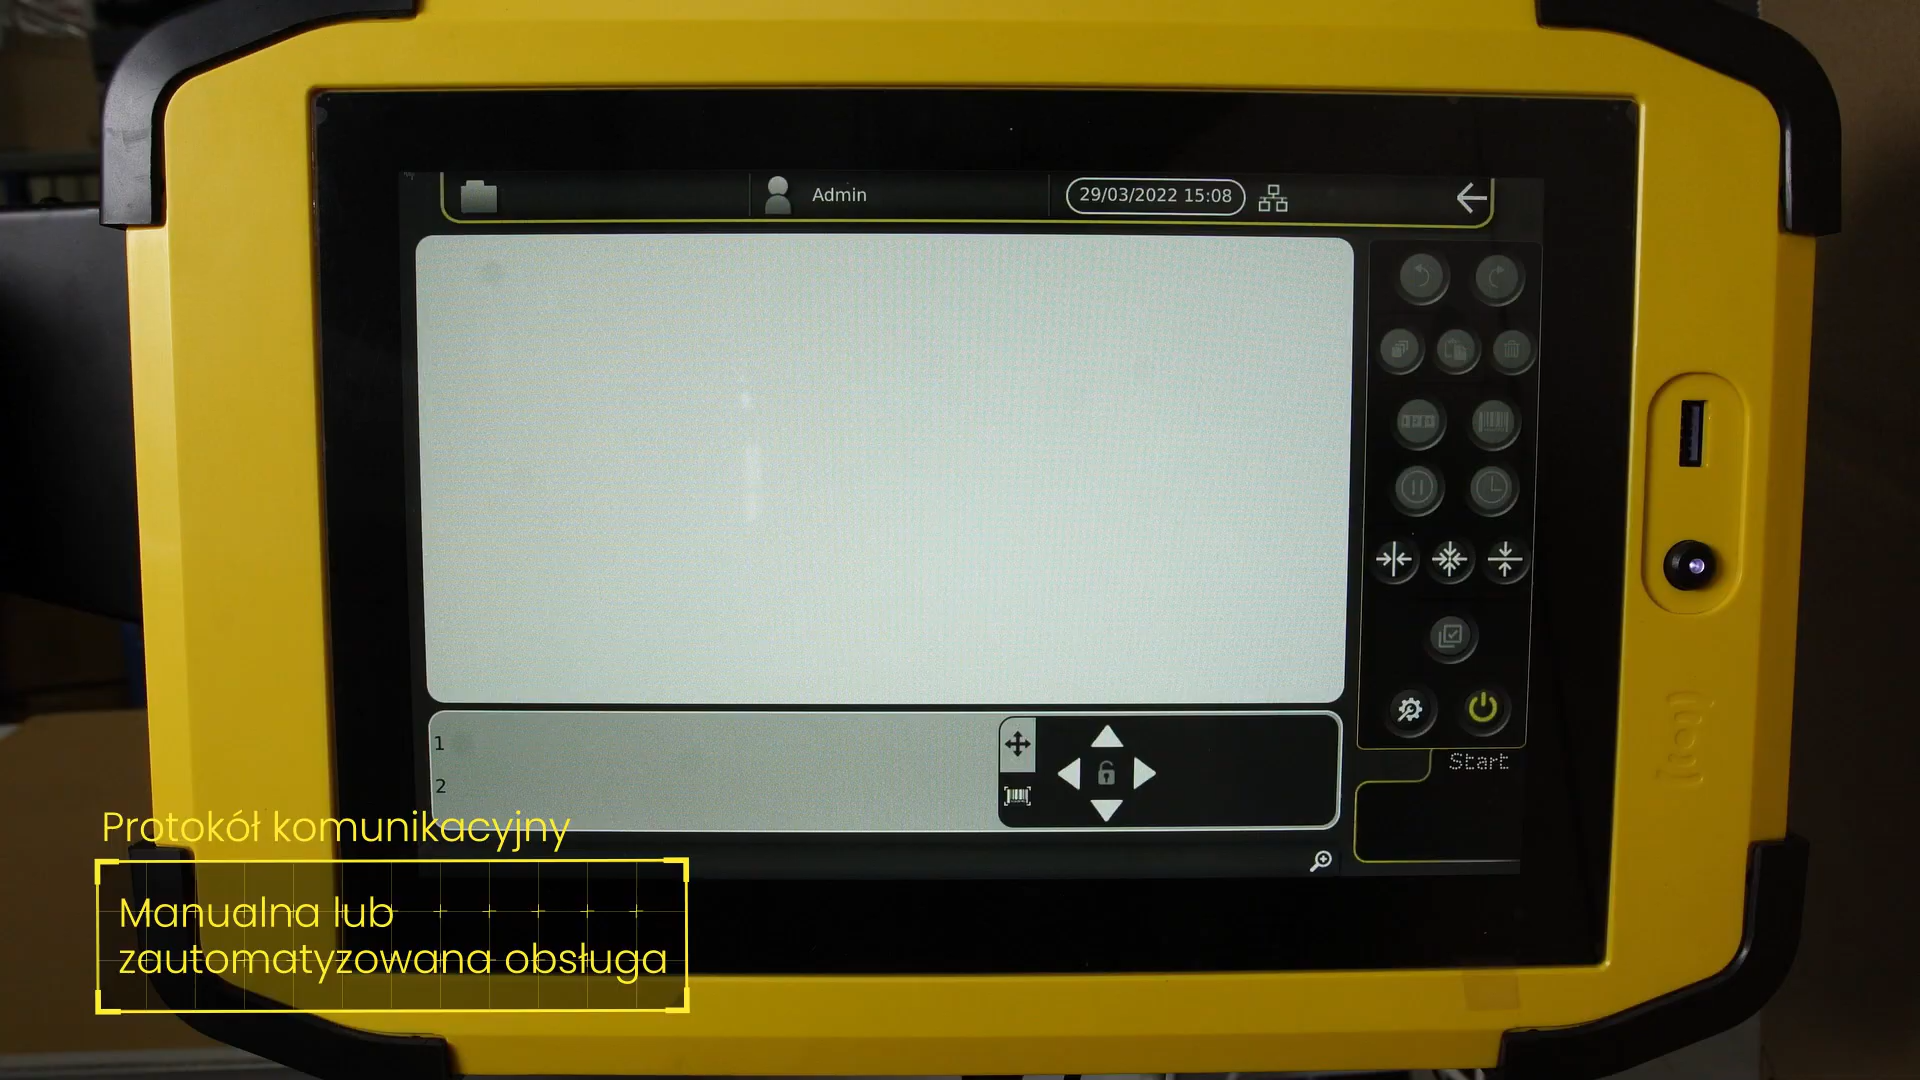 Admin
29/03/2022 15:08
1
2
Start
Protokół komunikacyjny
Manualna lub
zautomatyzowana obsługa